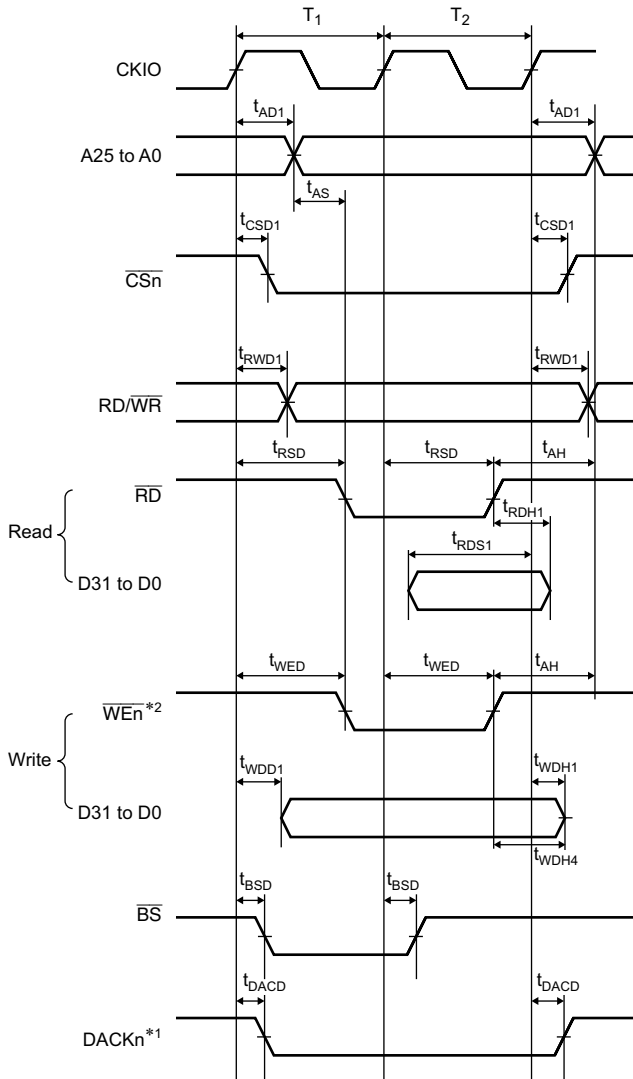 T1 T2
CKIO
tAD1 tAD1
A25 to A0
tAS
tCSD1 tCSD1
CSn
tRWD1 tRWD1
RD/WR
tRSD tRSD tAH
RD
tRDH1
Read
tRDS1
D31 to D0
tWED tWED tAH
WEn*2
Write
tWDD1 tWDH1
D31 to D0
tWDH4
tBSD tBSD
BS
tDACD tDACD
DACKn*1